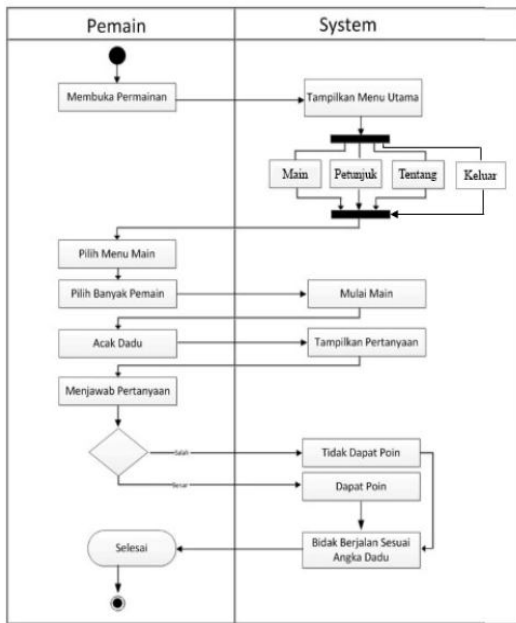 Pemain
System
Membuka Permainan
Tampilkan Menu Utama
Main
Petunjuk
Tentang
Keluar
Pilih Menu Main
Pilih Banyak Pemain
Mulai Main
Acak Dadu
Tampilkan Pertanyaan
Menjawab Pertanyaan
Salah
Tidak Dapat Poin
Benar
Dapat Poin
Selesai
Bidak Berjalan Sesuai
Angka Dadu